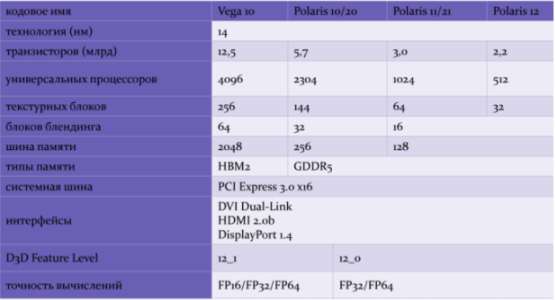 кодовое имя Vega 10 Polaris 10/20 Polaris 11/21 Polaris 12
технология (нм) 14
транзисторов (млрд) 12,5 5,7 3,0 2,2
универсальных процессоров 4096 2304 1024 512
текстурных блоков 256 144 64 32
блоков блендинга 64 32 16
шина памяти 2048 256 128
типы памяти HBM2 GDDR5
системная шина PCI Express 3.0 x16
интерфейсы
DVI Dual-Link
HDMI 2.0b
DisplayPort 1.4
D3D Feature Level 12_1 12_0
точность вычислений FP16/FP32/FP64 FP32/FP64